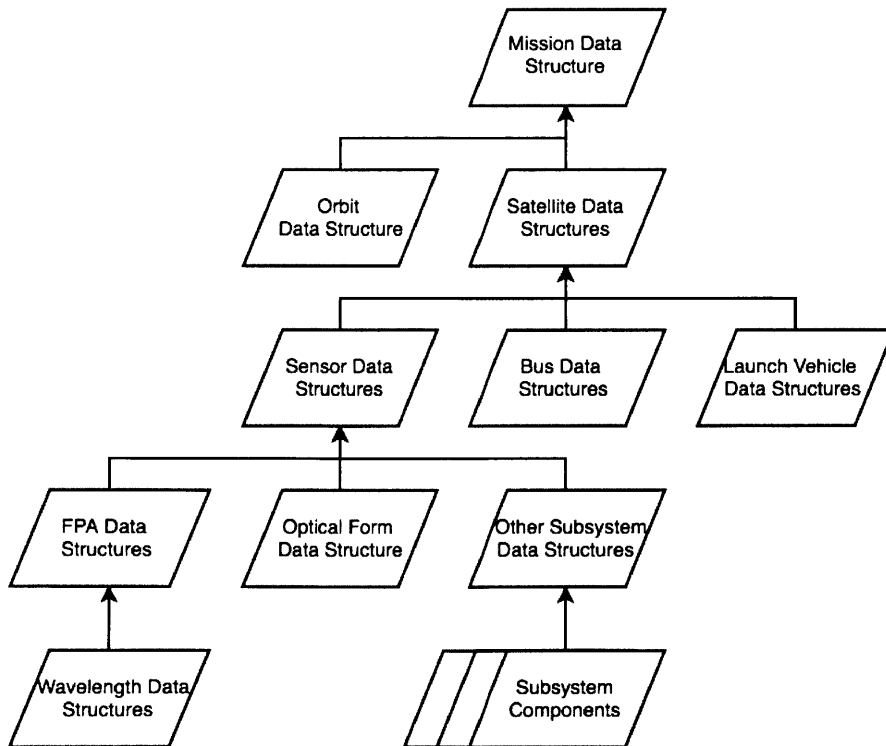 Mission Data
Structure
Orbit
Data Structure
Satellite Data
Structures
Sensor Data
Structures
Bus Data
Structures
Launch Vehicle
Data Structures
FPA Data
Structures
Optical Form
Data Structure
Other Subsystem
Data Structures
Wavelength Data
Structures
Subsystem
Components